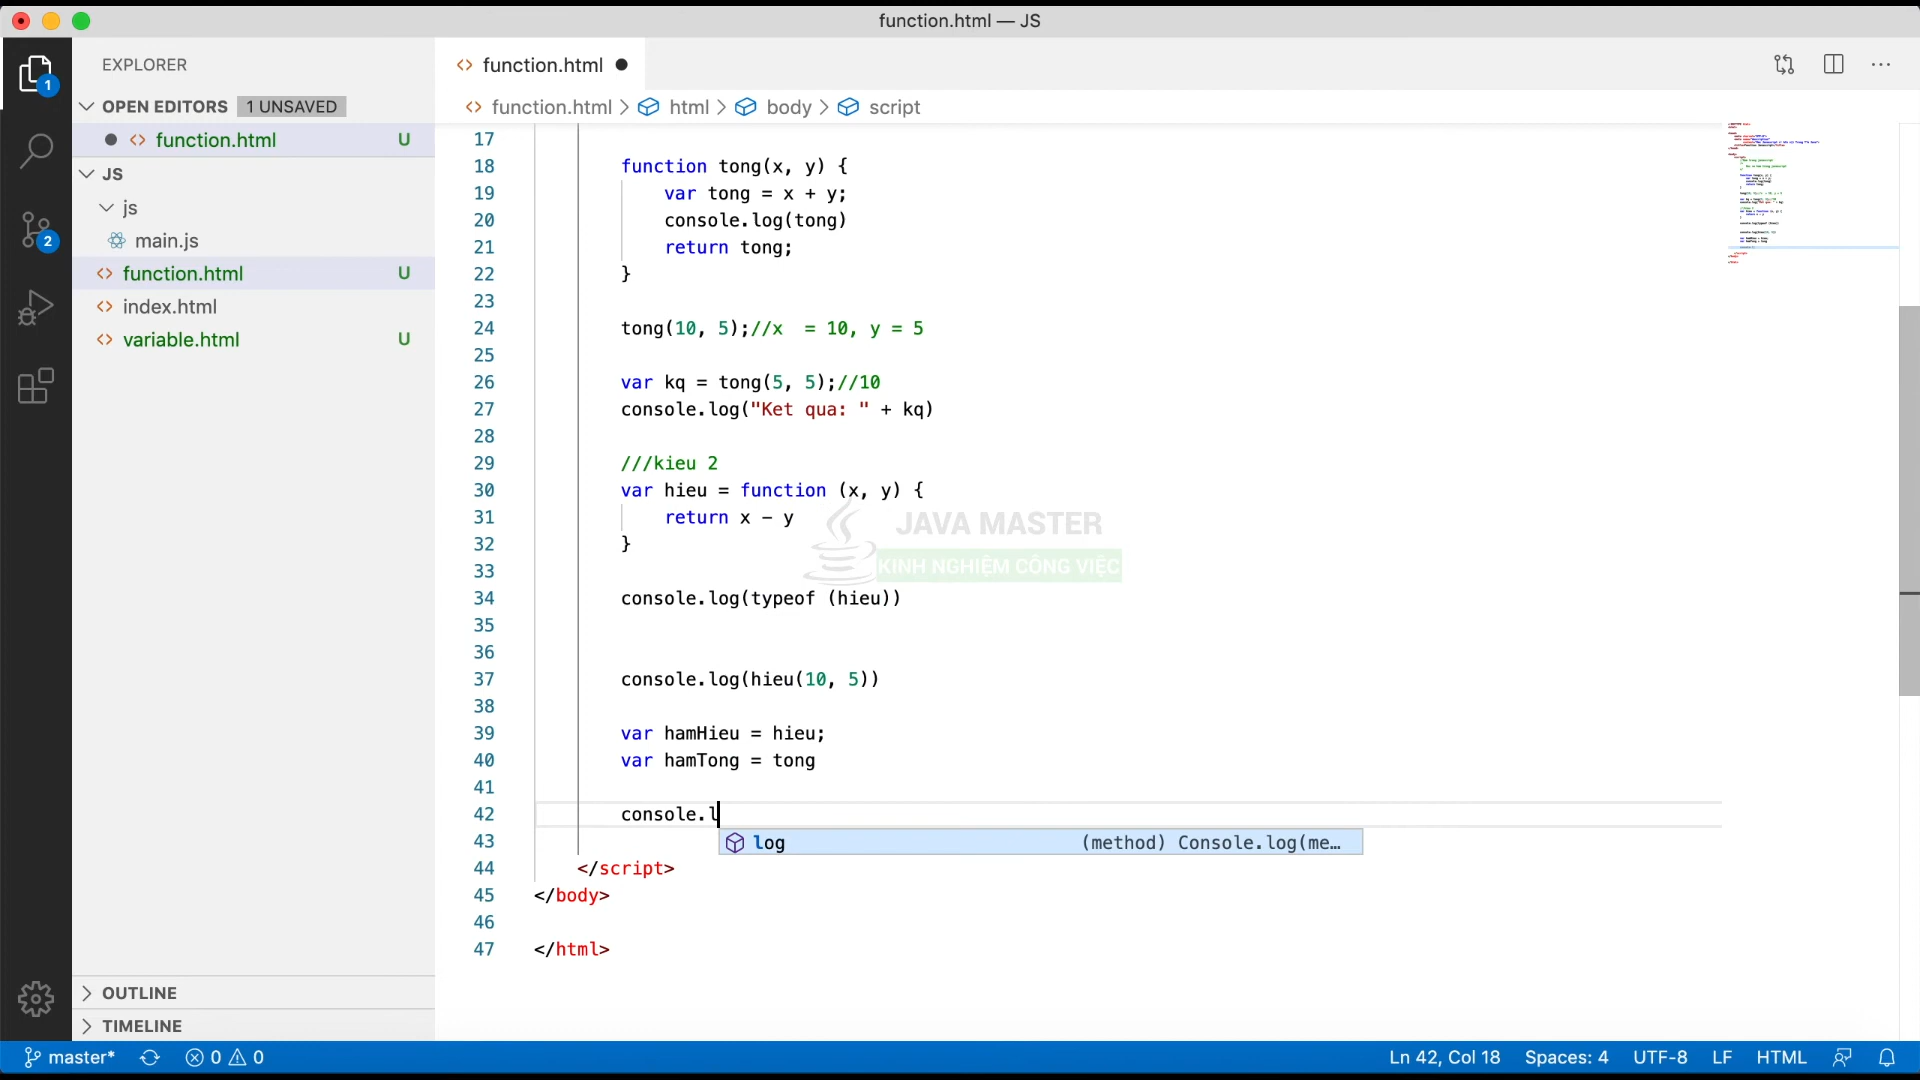 function.html — JS
1
EXPLORER
OPEN EDITORS 1 UNSAVED
function.html U
JS
js
2
main.js
function.html U
index.html
variable.html U
OUTLINE
TIMELINE
function.html
function.html > html > body > script
17
18 function tong(x, y) {
19 var tong = x + y;
20 console.log(tong)
21 return tong;
22 }
23
24 tong(10, 5);//x  = 10, y = 5
25
26 var kq = tong(5, 5);//10
27 console.log("Ket qua: " + kq)
28
29 ///kieu 2
30 var hieu = function (x, y) {
31 return x - y
32 }
33
34 console.log(typeof (hieu))
35
36
37 console.log(hieu(10, 5))
38
39 var hamHieu = hieu;
40 var hamTong = tong
41
42 console.l
log (method) Console.log(me…
43
44 </script>
45 </body>
46
47 </html>
JAVA MASTER
KINH NGHIỆM CÔNG VIỆC
master* 0 0 Ln 42, Col 18 Spaces: 4 UTF-8 LF HTML